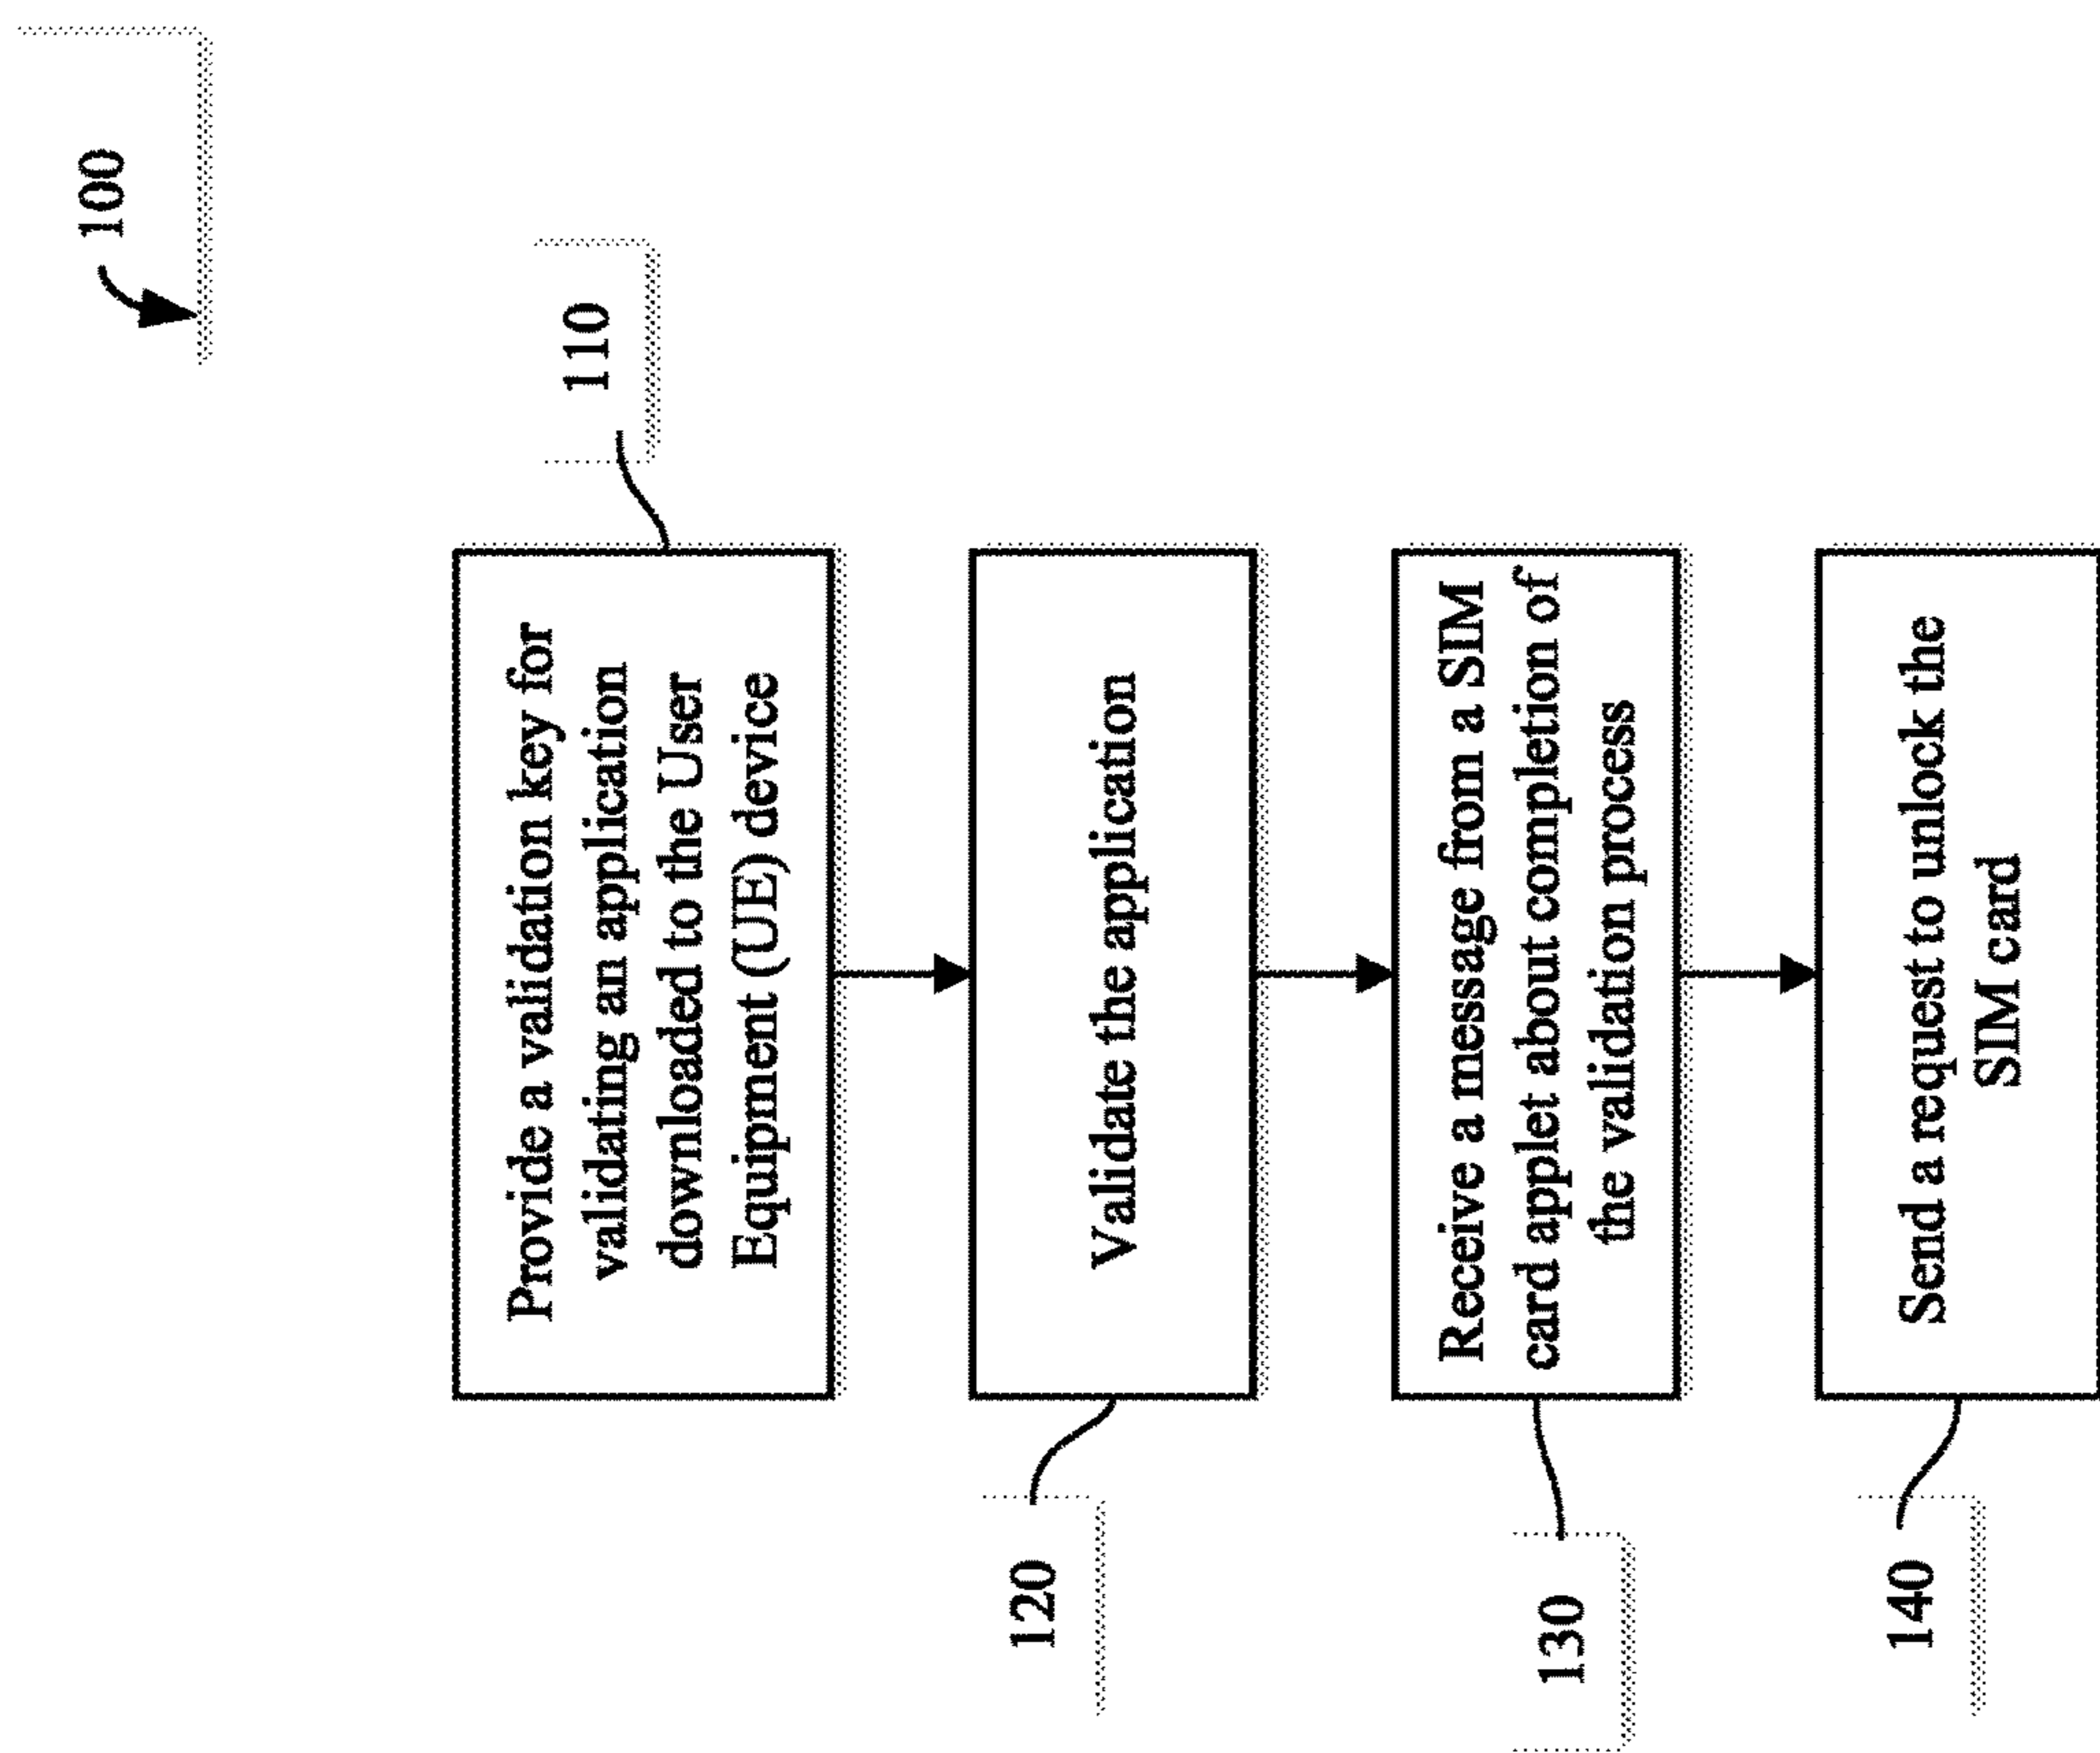 100
110
Provide a validation key for
validating an application
downloaded to the User
Equipment (UE) device
120
Validate the application
130
Receive a message from a SIM
card applet about completion of
the validation process
140
Send a request to unlock the
SIM card